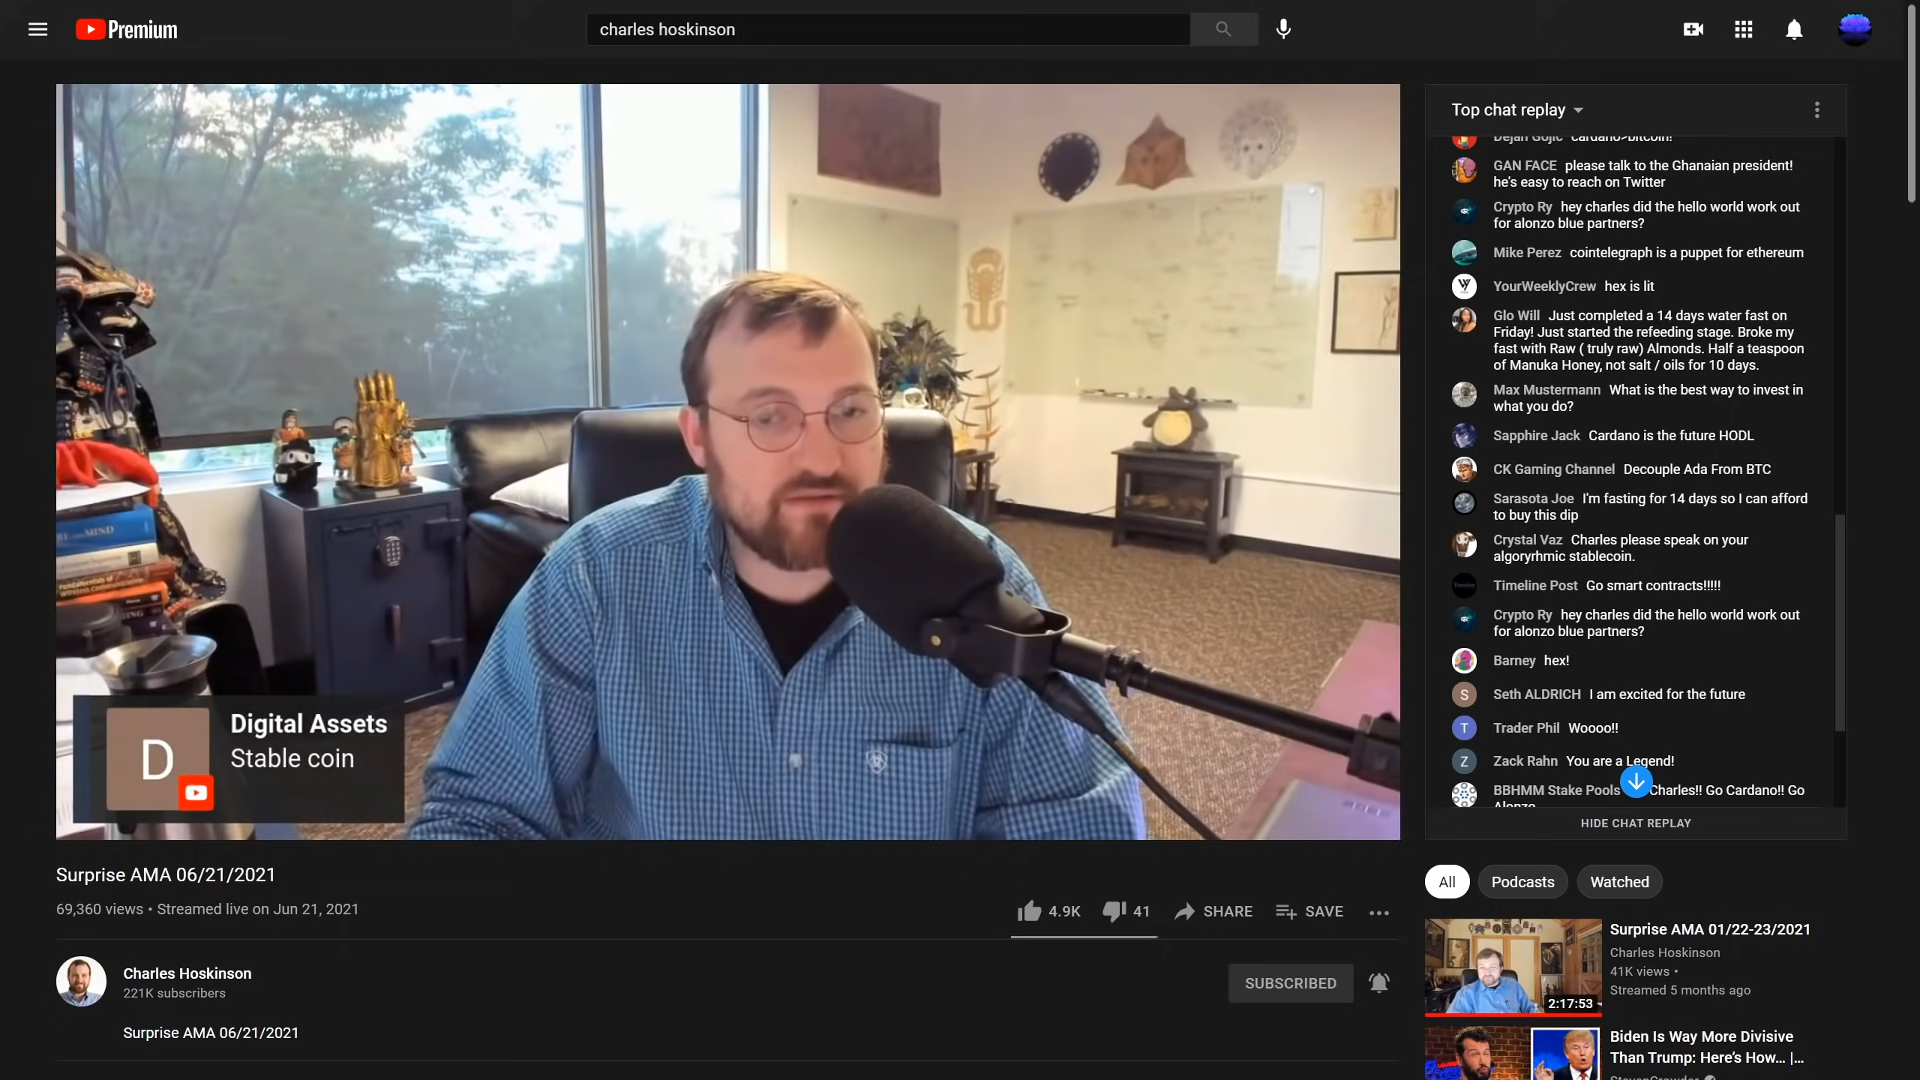 Premium
charles hoskinson
Top chat replay
Dejan Gojic cardano>bitcoin!
GAN FACE please talk to the Ghanaian president!
he's easy to reach on Twitter
Crypto Ry hey charles did the hello world work out
for alonzo blue partners?
Mike Perez cointelegraph is a puppet for ethereum
YourWeeklyCrew hex is lit
Glo Will Just completed a 14 days water fast on
Friday! Just started the refeeding stage. Broke my
fast with Raw ( truly raw) Almonds. Half a teaspoon
of Manuka Honey, not salt / oils for 10 days.
Max Mustermann What is the best way to invest in
what you do?
Sapphire Jack Cardano is the future HODL
CK Gaming Channel Decouple Ada From BTC
Sarasota Joe I'm fasting for 14 days so I can afford
to buy this dip
Crystal Vaz Charles please speak on your
algoryrhmic stablecoin.
Timeline Post Go smart contracts!!!!!
Crypto Ry hey charles did the hello world work out
for alonzo blue partners?
Barney hex!
S Seth ALDRICH I am excited for the future
T Trader Phil Woooo!!
Z Zack Rahn You are a Legend!
BBHMM Stake Pools Charles!! Go Cardano!! Go
Alonzo
HIDE CHAT REPLAY
MIND
Fundamentals of
D
Digital Assets
Stable coin
Surprise AMA 06/21/2021
69,360 views • Streamed live on Jun 21, 2021
4.9K 41 SHARE SAVE
Charles Hoskinson
221K subscribers
SUBSCRIBED
Surprise AMA 06/21/2021
All Podcasts Watched
2:17:53
Surprise AMA 01/22-23/2021
Charles Hoskinson
41K views •
Streamed 5 months ago
Biden Is Way More Divisive
Than Trump: Here's How... |...
StevenCrowder